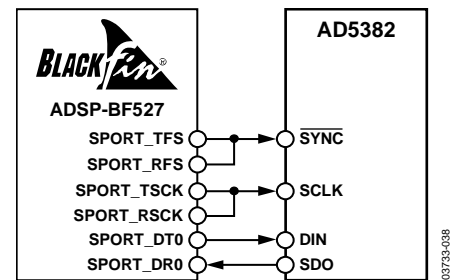 BLACKfin®
ADSP-BF527
SPORT_TFS
SPORT_RFS
SPORT_TSCK
SPORT_RSCK
SPORT_DT0
SPORT_DR0
AD5382
SYNC
SCLK
DIN
SDO
03733-038